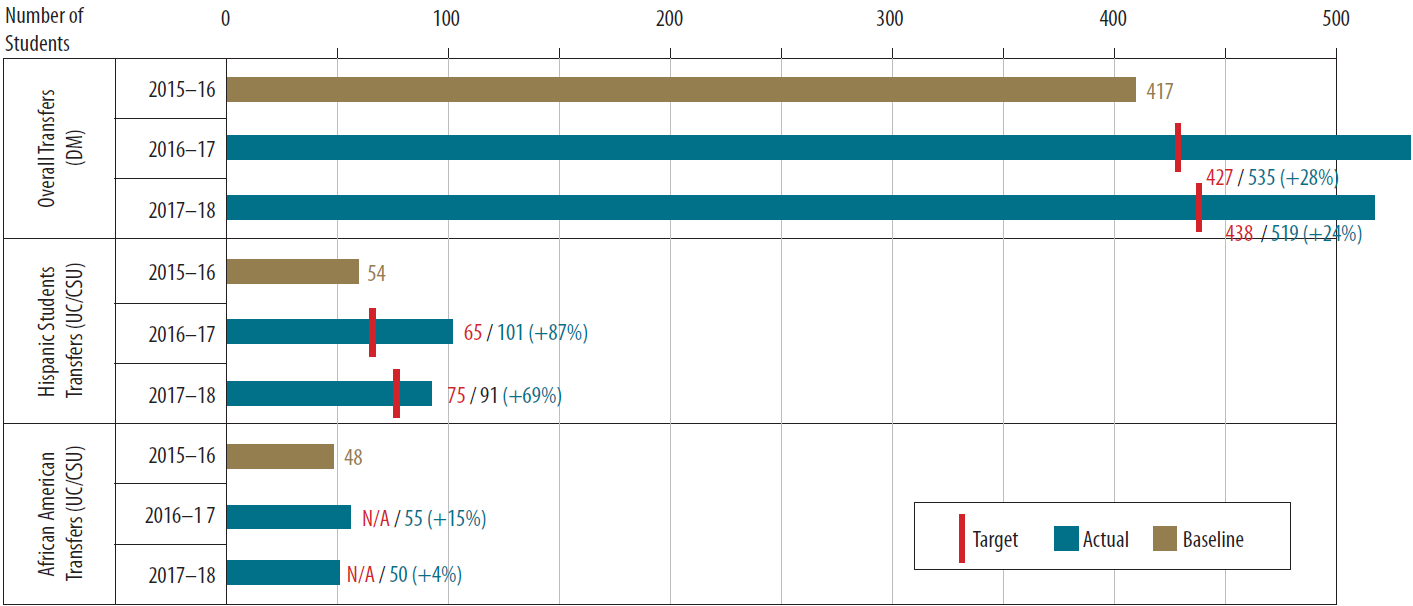 Number of
Students
0 100 200 300 400 500
Overall Transfers
(DM)
2015–16 417
2016–17
427 / 535 (+28%)
2017–18
438 / 519 (+24%)
Hispanic Students
Transfers (UC/CSU)
2015–16 54
2016–17 65 / 101 (+87%)
2017–18 75 / 91 (+69%)
African American
Transfers (UC/CSU)
2015–16 48
2016–1 7 N/A / 55 (+15%)
2017–18 N/A / 50 (+4%)
Target Actual Baseline